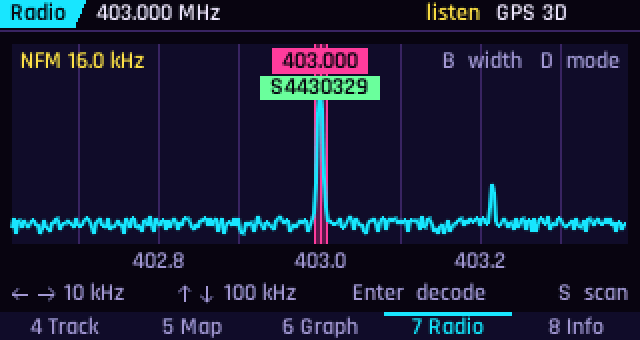 Radio 403.000 MHz listen GPS 3D
NFM 16.0 kHz 403.000 B width D mode
S4430329
402.8 403.0 403.2
← → 10 kHz ↑ ↓ 100 kHz Enter decode S scan
4 Track 5 Map 6 Graph 7 Radio 8 Info